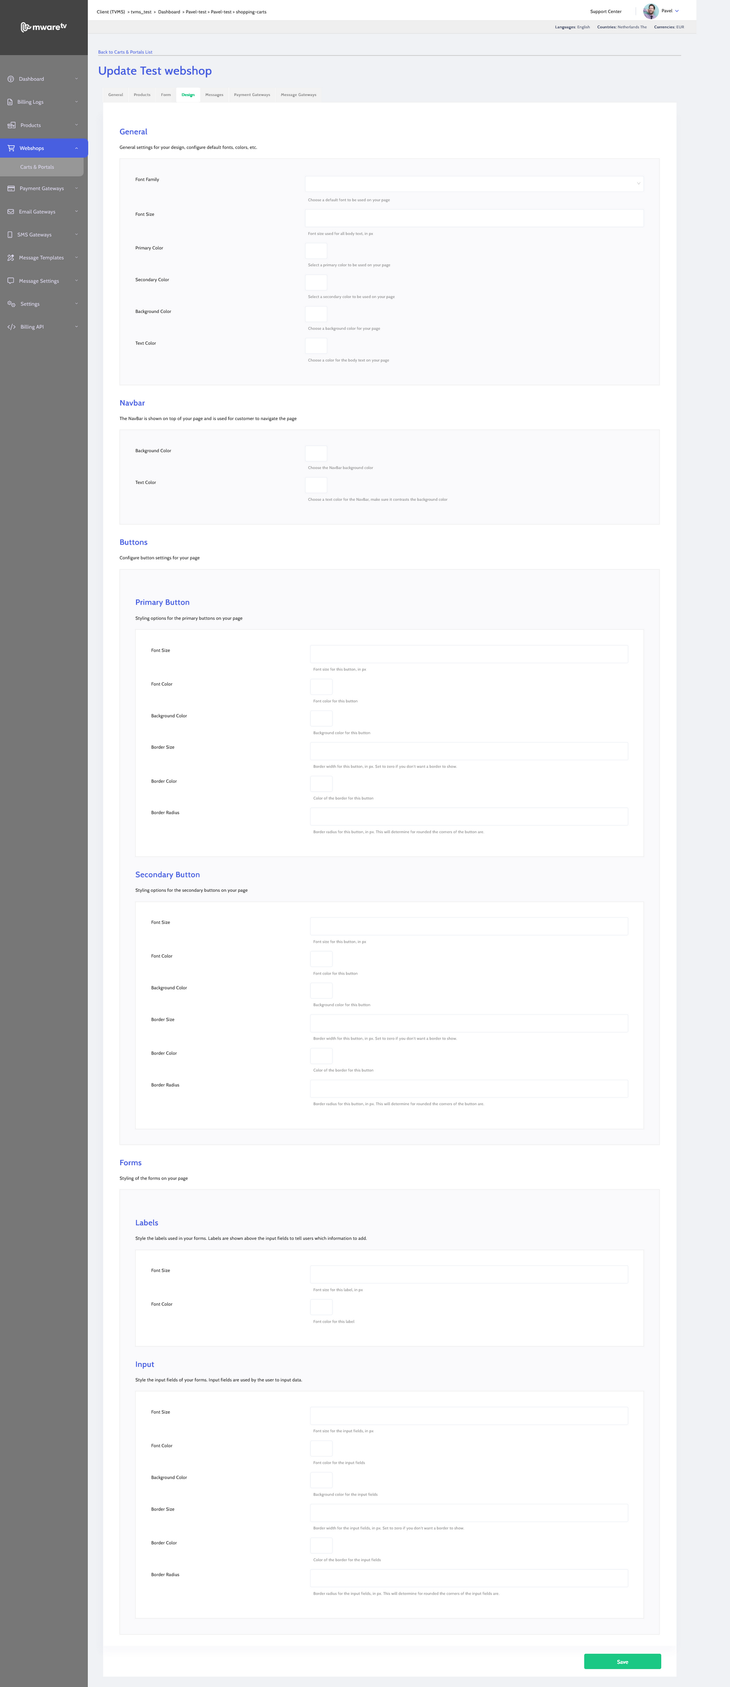 mwaretv
Client (TVMS) > tvms_test > Dashboard > Pavel-test > Pavel-test > shopping-carts
Support Center
Pavel
Languages: English Countries: Netherlands The Currencies: EUR
Dashboard
Billing Logs
Products
Webshops
Carts & Portals
Payment Gateways
Email Gateways
SMS Gateways
Message Templates
Message Settings
Settings
Billing API
Back to Carts & Portals List
Update Test webshop
General Products Form Design Messages Payment Gateways Message Gateways
General
General settings for your design, configure default fonts, colors, etc.
Font Family
Choose a default font to be used on your page
Font Size
Font size used for all body text, in px
Primary Color
Select a primary color to be used on your page
Secondary Color
Select a secondary color to be used on your page
Background Color
Choose a background color for your page
Text Color
Choose a color for the body text on your page
Navbar
The NavBar is shown on top of your page and is used for customer to navigate the page
Background Color
Choose the NavBar background color
Text Color
Choose a text color for the NavBar, make sure it contrasts the background color
Buttons
Configure button settings for your page
Primary Button
Styling options for the primary buttons on your page
Font Size
Font size for this button, in px
Font Color
Font color for this button
Background Color
Background color for this button
Border Size
Border width for this button, in px. Set to zero if you don't want a border to show.
Border Color
Color of the border for this button
Border Radius
Border radius for this button, in px. This will determine for rounded the corners of the button are.
Secondary Button
Styling options for the secondary buttons on your page
Font Size
Font size for this button, in px
Font Color
Font color for this button
Background Color
Background color for this button
Border Size
Border width for this button, in px. Set to zero if you don't want a border to show.
Border Color
Color of the border for this button
Border Radius
Border radius for this button, in px. This will determine for rounded the corners of the button are.
Forms
Styling of the forms on your page
Labels
Style the labels used in your forms. Labels are shown above the input fields to tell users which information to add.
Font Size
Font size for this label, in px
Font Color
Font color for this label
Input
Style the input fields of your forms. Input Fields are used by the user to input data.
Font Size
Font size for the input fields, in px
Font Color
Font color for the input fields
Background Color
Background color for the input fields
Border Size
Border width for the input fields, in px. Set to zero if you don't want a border to show.
Border Color
Color of the border for the input fields
Border Radius
Border radius for the input fields, in px. This will determine for rounded the corners of the input fields are.
Save